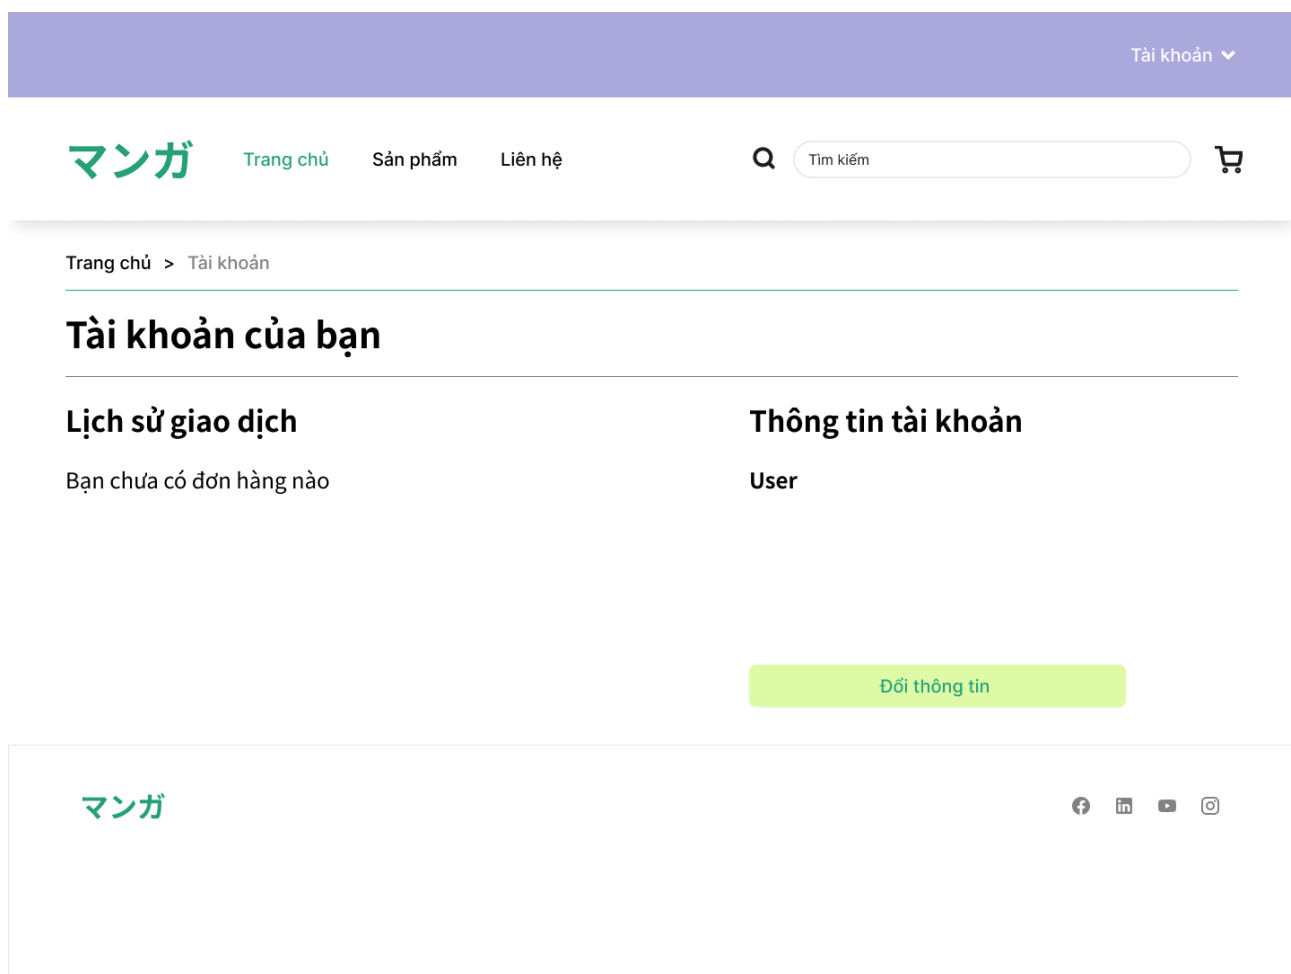 Tài khoản
マンガ
Trang chủ
Sản phẩm
Liên hệ
Tìm kiếm
Trang chủ > Tài khoản
Tài khoản của bạn
Lịch sử giao dịch
Bạn chưa có đơn hàng nào
Thông tin tài khoản
User
Đổi thông tin
マンガ